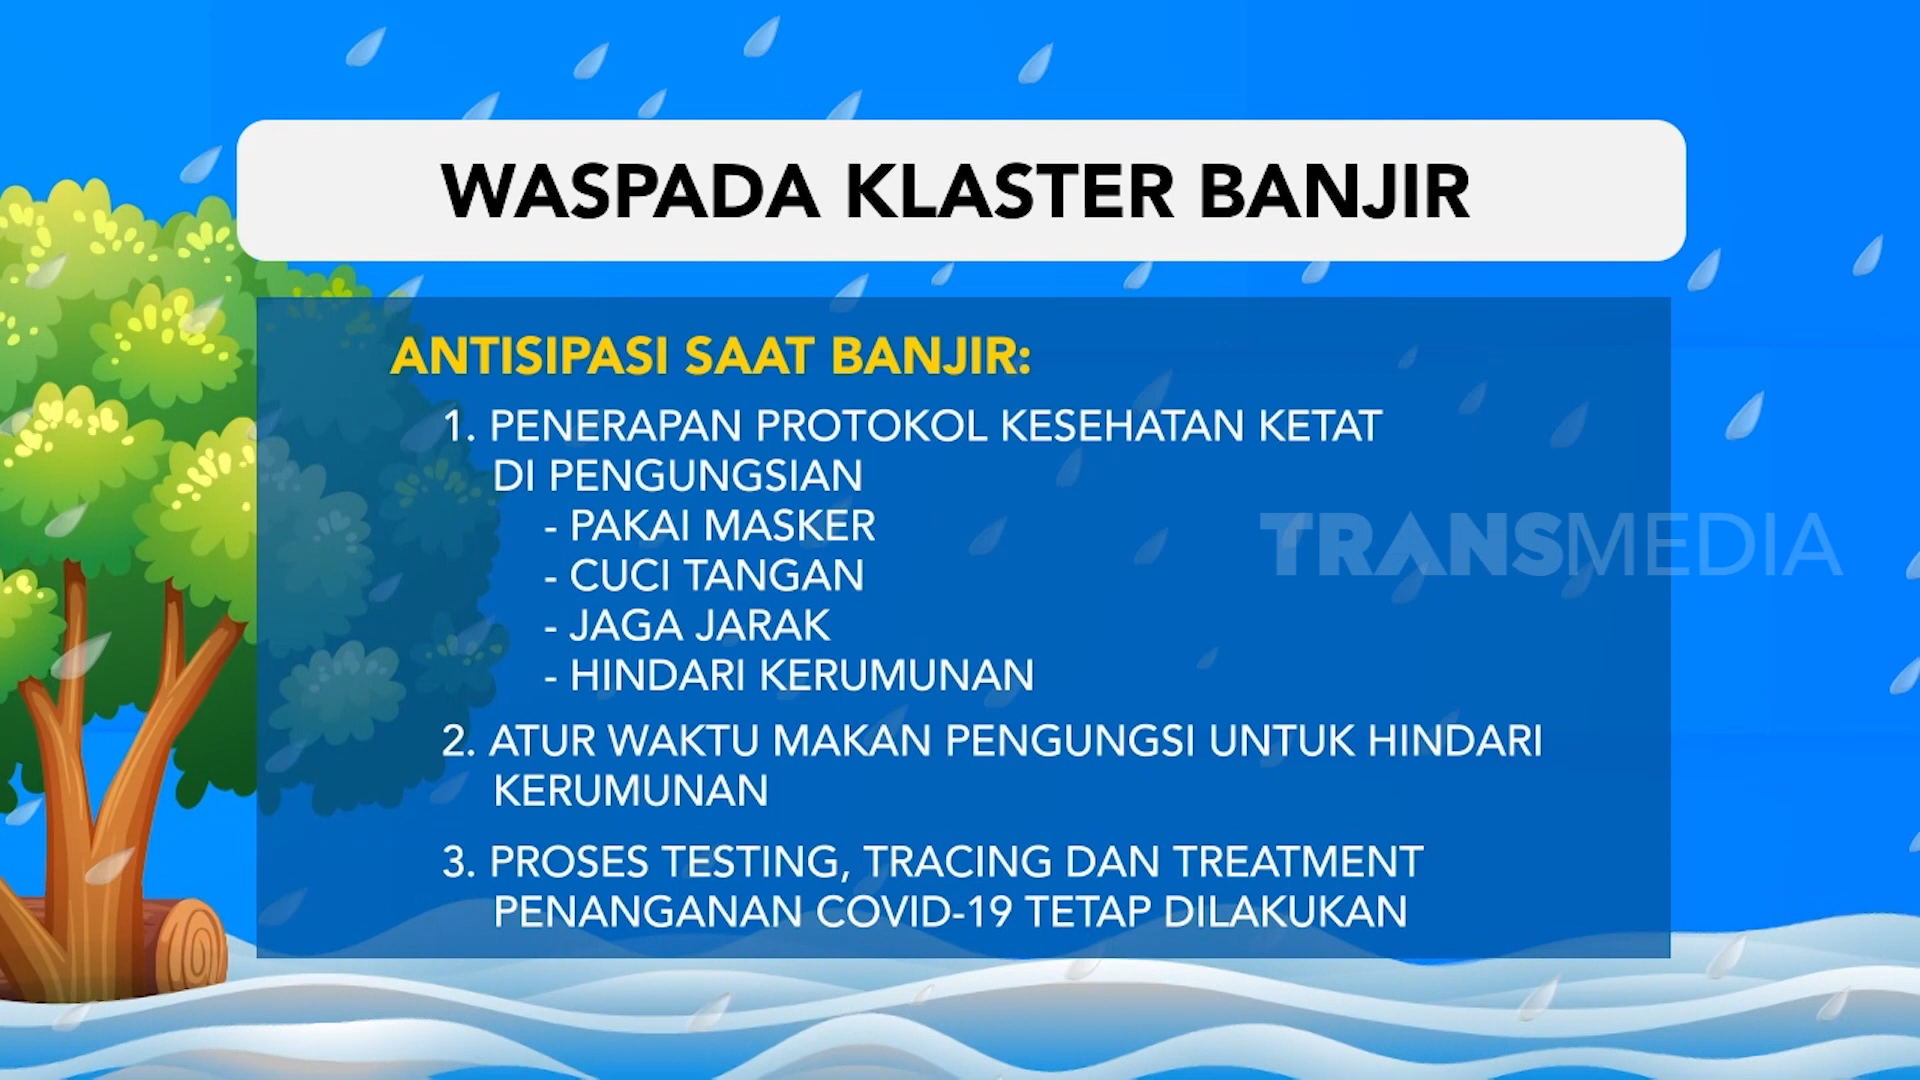 WASPADA KLASTER BANJIR
ANTISIPASI SAAT BANJIR:
1. PENERAPAN PROTOKOL KESEHATAN KETAT
DI PENGUNGSIAN
- PAKAI MASKER
- CUCI TANGAN
- JAGA JARAK
- HINDARI KERUMUNAN
TRANSMEDIA
2. ATUR WAKTU MAKAN PENGUNGSI UNTUK HINDARI
KERUMUNAN
3. PROSES TESTING, TRACING DAN TREATMENT
PENANGANAN COVID-19 TETAP DILAKUKAN